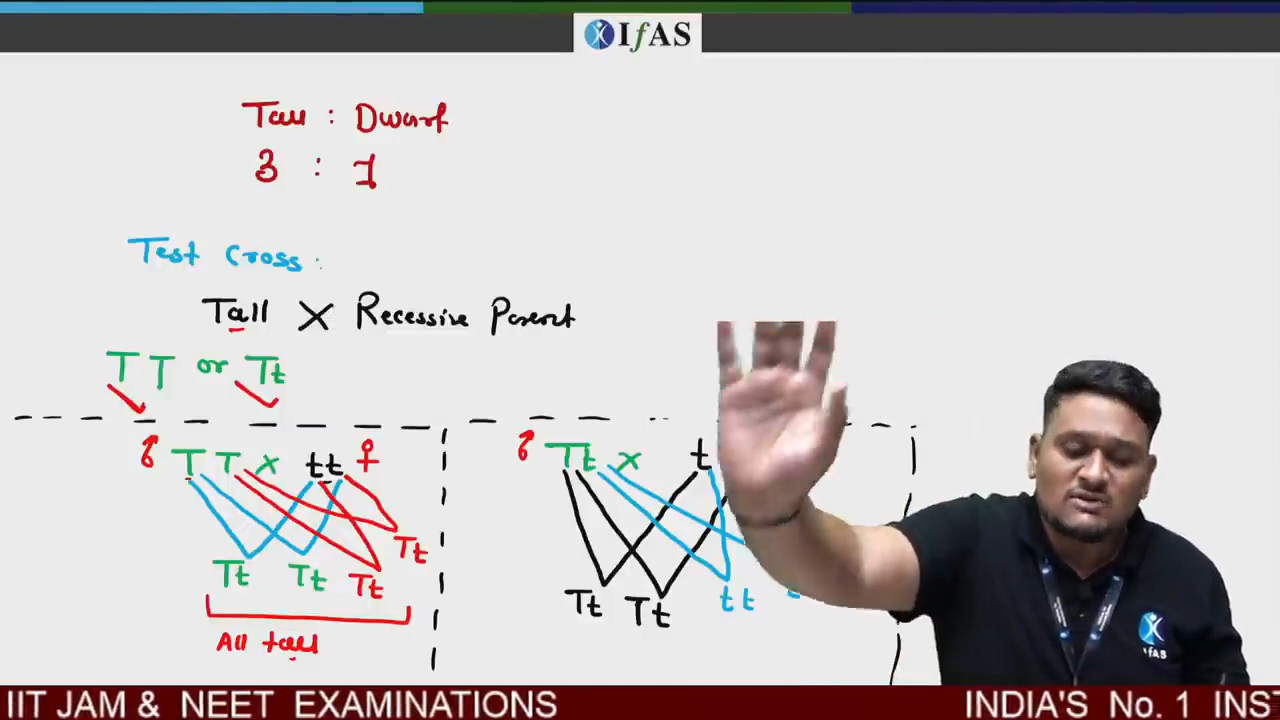 IfAS
Tall : Dwarf
3 : 1
Test Cross :
Tall X Recessive Parent
TT or Tt
♂ TT x tt ♀
♂ Tt x t
Tt Tt Tt Tt
Tt Tt tt
All tall
IfAS
IIT JAM & NEET EXAMINATIONS INDIA'S No. 1 INST